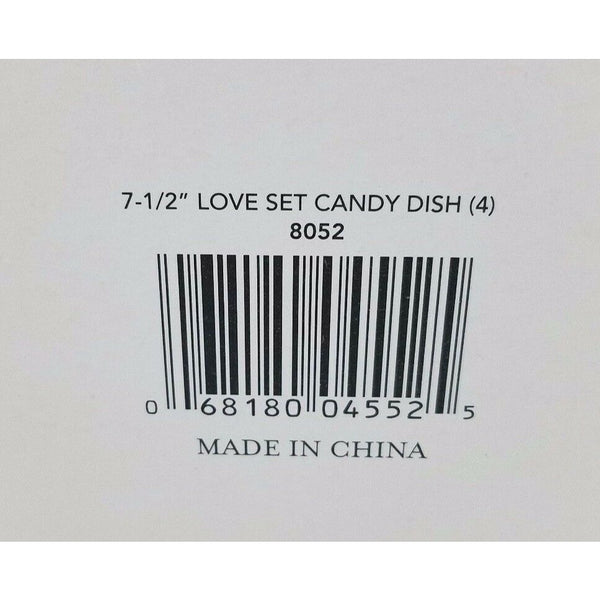 7-1/2” LOVE SET CANDY DISH (4)
8052
0 68180 04552 5
MADE IN CHINA